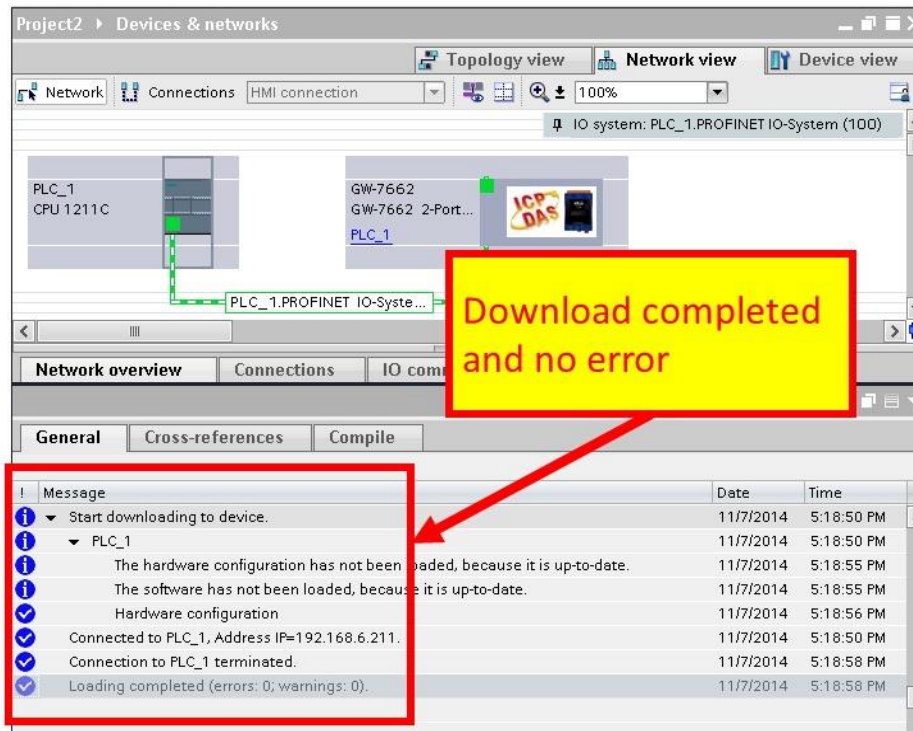 Project2 ▸ Devices & networks
Topology view Network view Device view
Network Connections HMI connection 100%
IO system: PLC_1.PROFINET IO-System (100)
PLC_1
CPU 1211C
GW-7662
GW-7662 2-Port...
PLC_1
ICP
DAS
PLC_1.PROFINET IO-Syste...
Download completed
and no error
Network overview Connections IO com
General Cross-references Compile
! Message Date Time
Start downloading to device. 11/7/2014 5:18:50 PM
PLC_1 11/7/2014 5:18:50 PM
The hardware configuration has not been loaded, because it is up-to-date. 11/7/2014 5:18:55 PM
The software has not been loaded, because it is up-to-date. 11/7/2014 5:18:55 PM
Hardware configuration 11/7/2014 5:18:56 PM
Connected to PLC_1, Address IP=192.168.6.211. 11/7/2014 5:18:50 PM
Connection to PLC_1 terminated. 11/7/2014 5:18:58 PM
Loading completed (errors: 0; warnings: 0). 11/7/2014 5:18:58 PM